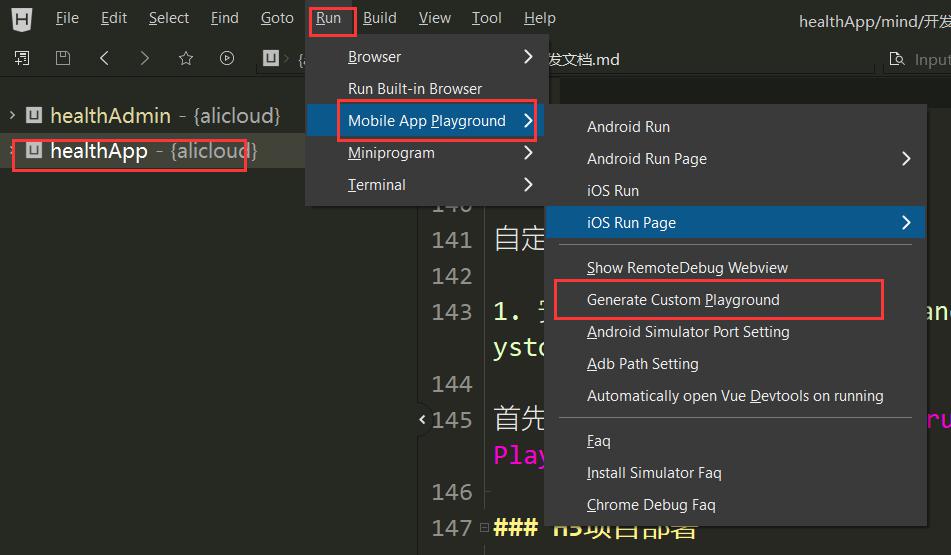 File Edit Select Find Goto Run Build View Tool Help
healthApp/mind/开发
发文档.md
Input
Browser
Run Built-in Browser
Mobile App Playground
Miniprogram
Terminal
healthAdmin - {alicloud}
healthApp - {alicloud}
Android Run
Android Run Page
iOS Run
iOS Run Page
Show RemoteDebug Webview
Generate Custom Playground
Android Simulator Port Setting
Adb Path Setting
Automatically open Vue Devtools on running
Faq
Install Simulator Faq
Chrome Debug Faq
141 自定
142
143 1.
ysto
144
145 首先
Play
146
147 ### H5项目部署